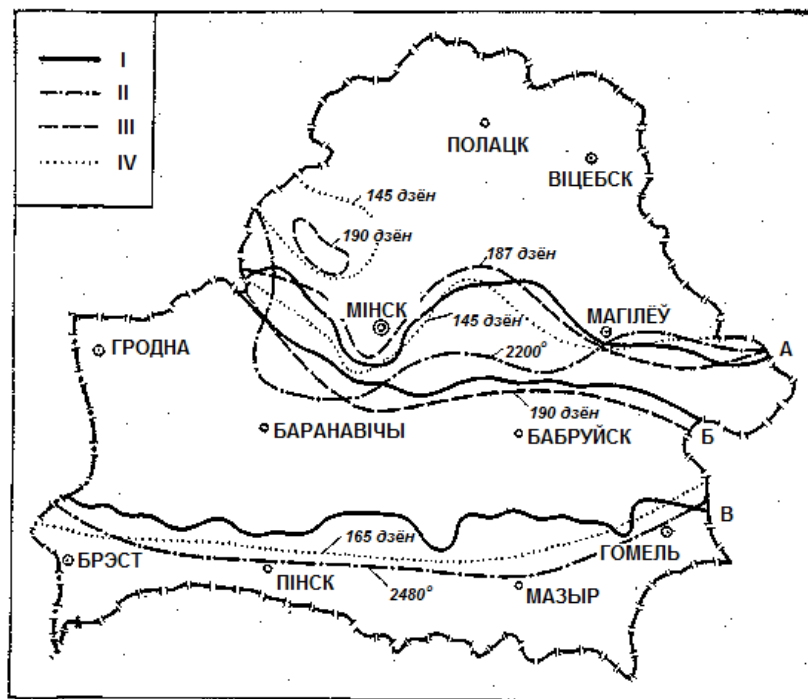 I
II
III
IV
ПОЛАЦК
ВІЦЕБСК
145 дзён
190 дзён
187 дзён
МІНСК
МАГІЛЁЎ
145 дзён
ГРОДНА
2200°
А
190 дзён
БАРАНАВІЧЫ
БАБРУЙСК
Б
В
165 дзён
ГОМЕЛЬ
БРЭСТ
ПІНСК
2480°
МАЗЫР